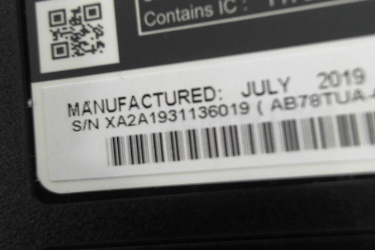 Contains IC :
MANUFACTURED: JULY 2019
S/N XA2A1931136019 ( AB78TUA-